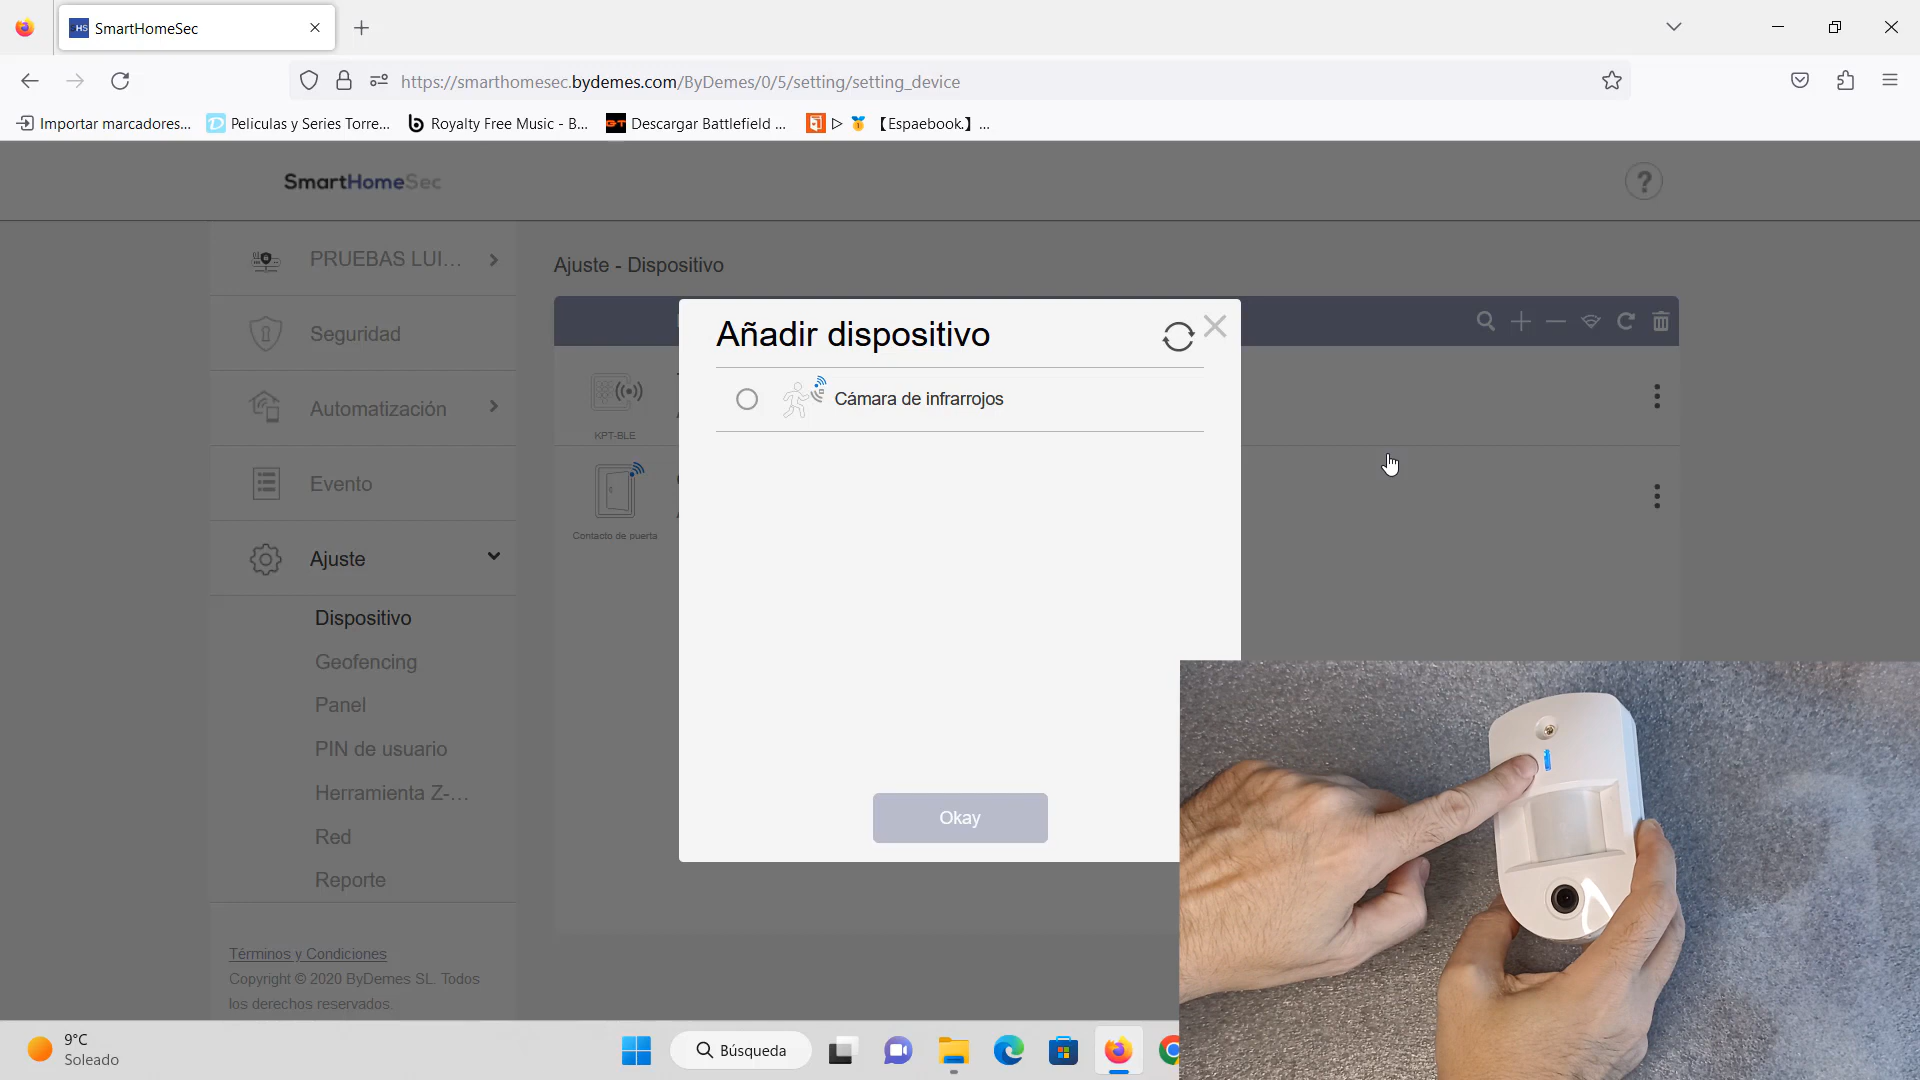 SmartHomeSec
https://smarthomesec.bydemes.com/ByDemes/0/5/setting/setting_device
Importar marcadores...
Peliculas y Series Torre...
Royalty Free Music - B...
Descargar Battlefield ...
【Espaebook.】 ...
SmartHomeSec
?
PRUEBAS LUI...
Seguridad
Automatización
Evento
Ajuste
Dispositivo
Geofencing
Panel
PIN de usuario
Herramienta Z-...
Red
Reporte
Términos y Condiciones
Copyright © 2020 ByDemes SL. Todos
los derechos reservados.
Ajuste - Dispositivo
KPT-BLE
Contacto de puerta
Añadir dispositivo
Cámara de infrarrojos
Okay
9°C
Soleado
Búsqueda